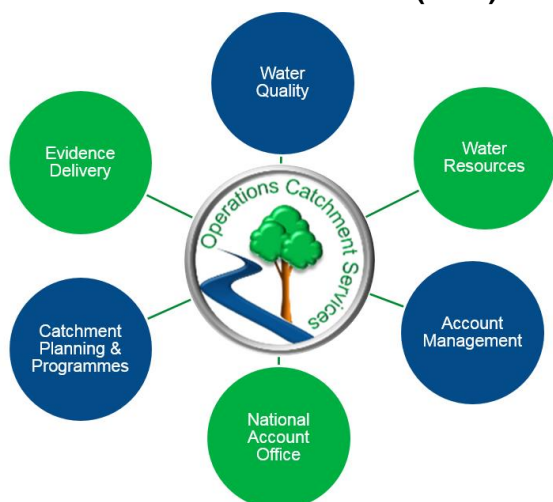 Water
Quality
Evidence
Delivery
Water
Resources
Operations Catchment Services
Catchment
Planning &
Programmes
Account
Management
National
Account
Office